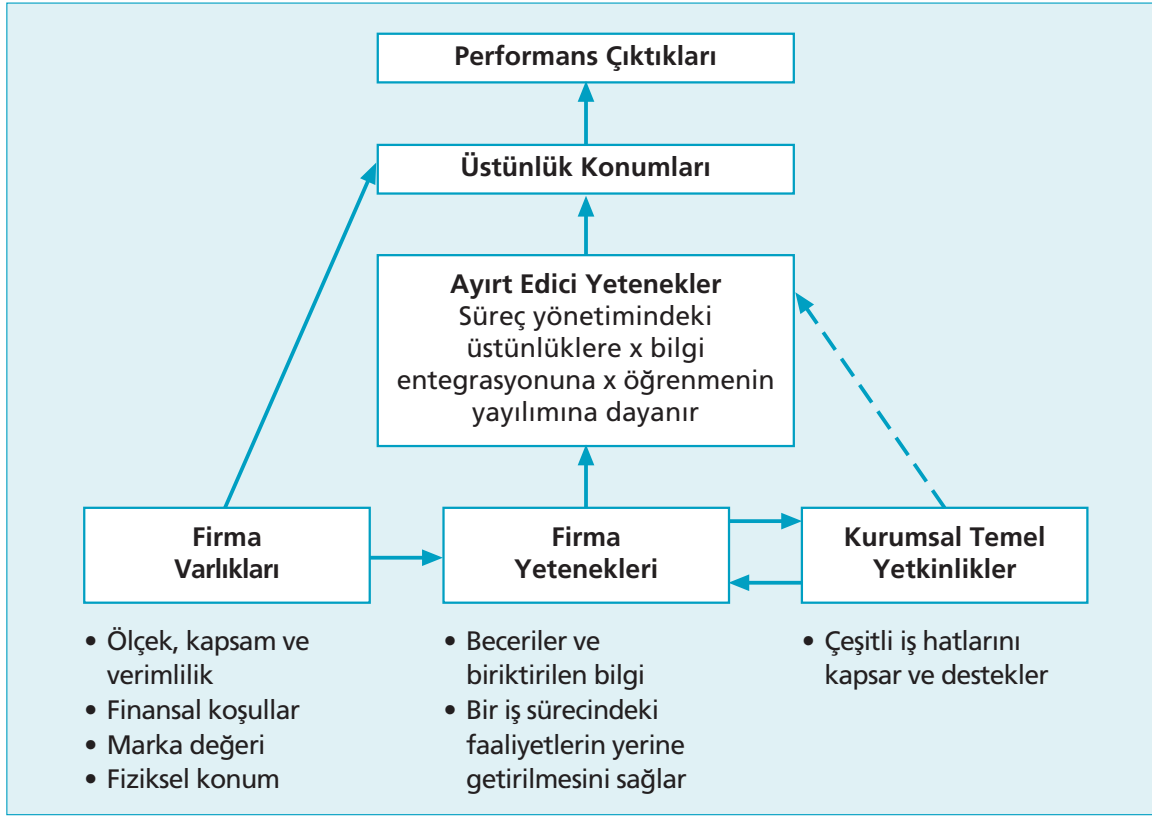 Performans Çıktıları
Üstünlük Konumları
Ayırt Edici Yetenekler
Süreç yönetimindeki
üstünlüklere x bilgi
entegrasyonuna x öğrenmenin
yayılımına dayanır
Firma
Varlıkları
Firma
Yetenekleri
Kurumsal Temel
Yetkinlikler
• Ölçek, kapsam ve
verimlilik
• Finansal koşullar
• Marka değeri
• Fiziksel konum
• Beceriler ve
biriktirilen bilgi
• Bir iş sürecindeki
faaliyetlerin yerine
getirilmesini sağlar
• Çeşitli iş hatlarını
kapsar ve destekler